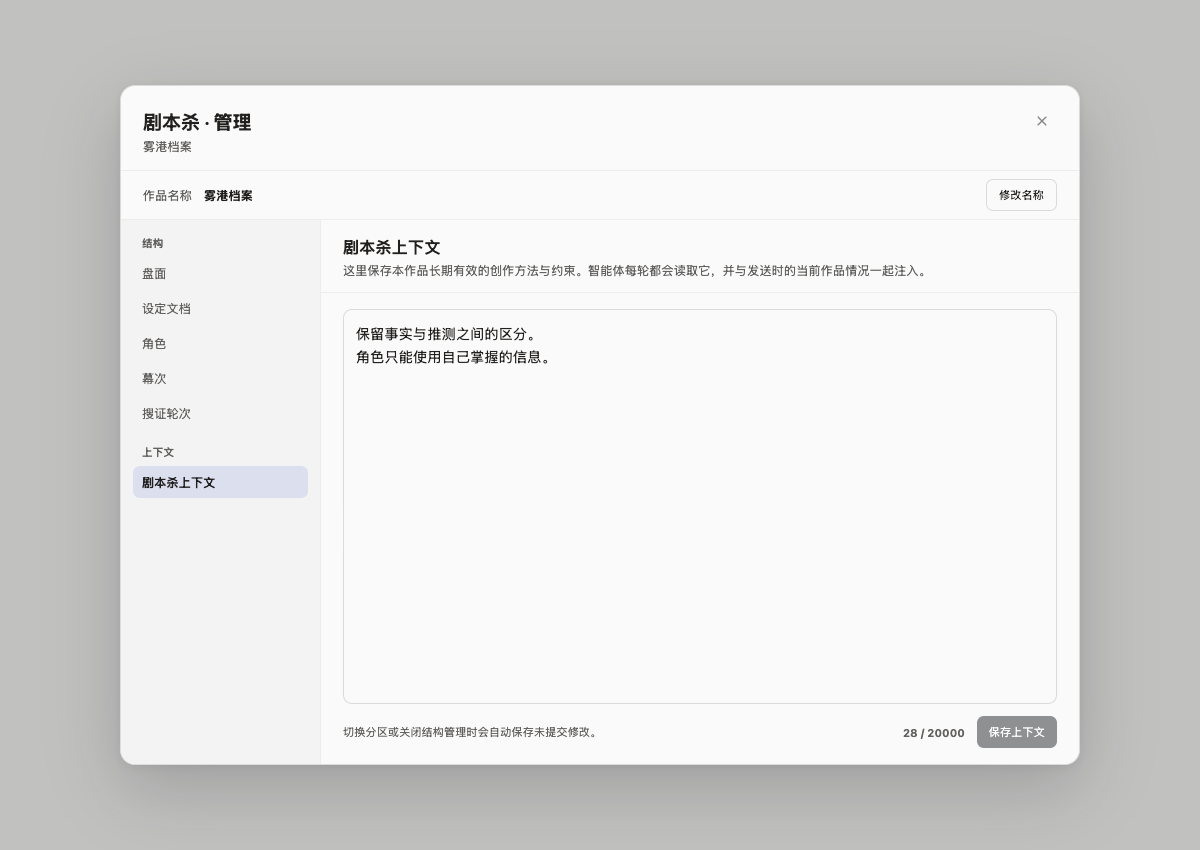 剧本杀 · 管理
雾港档案
作品名称 雾港档案
修改名称
结构
盘面
设定文档
角色
幕次
搜证轮次
上下文
剧本杀上下文
剧本杀上下文
这里保存本作品长期有效的创作方法与约束。智能体每轮都会读取它，并与发送时的当前作品情况一起注入。
保留事实与推测之间的区分。
角色只能使用自己掌握的信息。
切换分区或关闭结构管理时会自动保存未提交修改。
28 / 20000
保存上下文